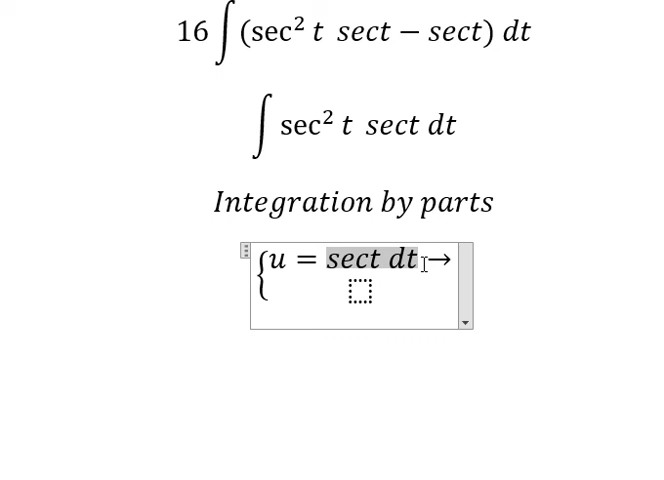 16 ∫ (sec² t sect − sect) dt
∫ sec² t sect dt
Integration by parts
{u = sect dt →